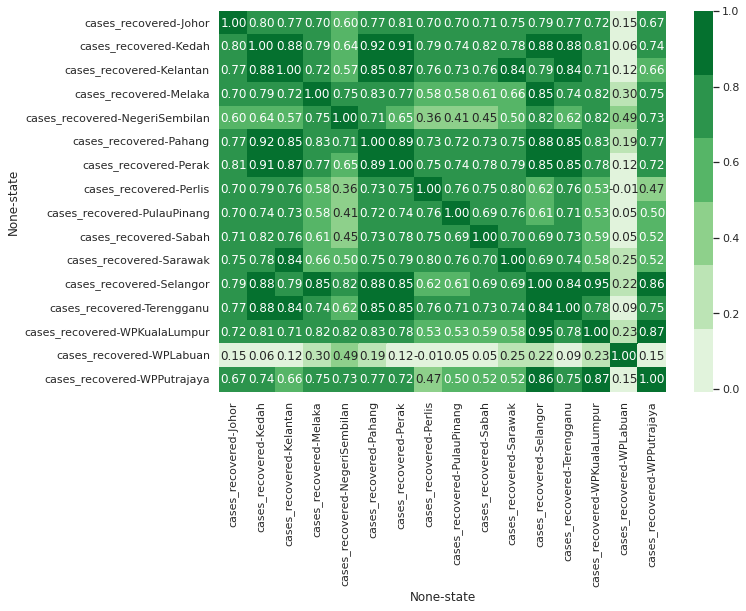 cases_recovered-Johor 1.00 0.80 0.77 0.70 0.60 0.77 0.81 0.70 0.70 0.71 0.75 0.79 0.77 0.72 0.15 0.67
cases_recovered-Kedah 0.80 1.00 0.88 0.79 0.64 0.92 0.91 0.79 0.74 0.82 0.78 0.88 0.88 0.81 0.06 0.74
cases_recovered-Kelantan 0.77 0.88 1.00 0.72 0.57 0.85 0.87 0.76 0.73 0.76 0.84 0.79 0.84 0.71 0.12 0.66
cases_recovered-Melaka 0.70 0.79 0.72 1.00 0.75 0.83 0.77 0.58 0.58 0.61 0.66 0.85 0.74 0.82 0.30 0.75
cases_recovered-NegeriSembilan 0.60 0.64 0.57 0.75 1.00 0.71 0.65 0.36 0.41 0.45 0.50 0.82 0.62 0.82 0.49 0.73
cases_recovered-Pahang 0.77 0.92 0.85 0.83 0.71 1.00 0.89 0.73 0.72 0.73 0.75 0.88 0.85 0.83 0.19 0.77
cases_recovered-Perak 0.81 0.91 0.87 0.77 0.65 0.89 1.00 0.75 0.74 0.78 0.79 0.85 0.85 0.78 0.12 0.72
cases_recovered-Perlis 0.70 0.79 0.76 0.58 0.36 0.73 0.75 1.00 0.76 0.75 0.80 0.62 0.76 0.53 -0.01 0.47
cases_recovered-PulauPinang 0.70 0.74 0.73 0.58 0.41 0.72 0.74 0.76 1.00 0.69 0.76 0.61 0.71 0.53 0.05 0.50
cases_recovered-Sabah 0.71 0.82 0.76 0.61 0.45 0.73 0.78 0.75 0.69 1.00 0.70 0.69 0.73 0.59 0.05 0.52
cases_recovered-Sarawak 0.75 0.78 0.84 0.66 0.50 0.75 0.79 0.80 0.76 0.70 1.00 0.69 0.74 0.58 0.25 0.52
cases_recovered-Selangor 0.79 0.88 0.79 0.85 0.82 0.88 0.85 0.62 0.61 0.69 0.69 1.00 0.84 0.95 0.22 0.86
cases_recovered-Terengganu 0.77 0.88 0.84 0.74 0.62 0.85 0.85 0.76 0.71 0.73 0.74 0.84 1.00 0.78 0.09 0.75
cases_recovered-WPKualaLumpur 0.72 0.81 0.71 0.82 0.82 0.83 0.78 0.53 0.53 0.59 0.58 0.95 0.78 1.00 0.23 0.87
cases_recovered-WPLabuan 0.15 0.06 0.12 0.30 0.49 0.19 0.12 -0.01 0.05 0.05 0.25 0.22 0.09 0.23 1.00 0.15
cases_recovered-WPPutrajaya 0.67 0.74 0.66 0.75 0.73 0.77 0.72 0.47 0.50 0.52 0.52 0.86 0.75 0.87 0.15 1.00
None-state
cases_recovered-Johor
cases_recovered-Kedah
cases_recovered-Kelantan
cases_recovered-Melaka
cases_recovered-NegeriSembilan
cases_recovered-Pahang
cases_recovered-Perak
cases_recovered-Perlis
cases_recovered-PulauPinang
cases_recovered-Sabah
cases_recovered-Sarawak
cases_recovered-Selangor
cases_recovered-Terengganu
cases_recovered-WPKualaLumpur
cases_recovered-WPLabuan
cases_recovered-WPPutrajaya
None-state
1.0
0.8
0.6
0.4
0.2
0.0